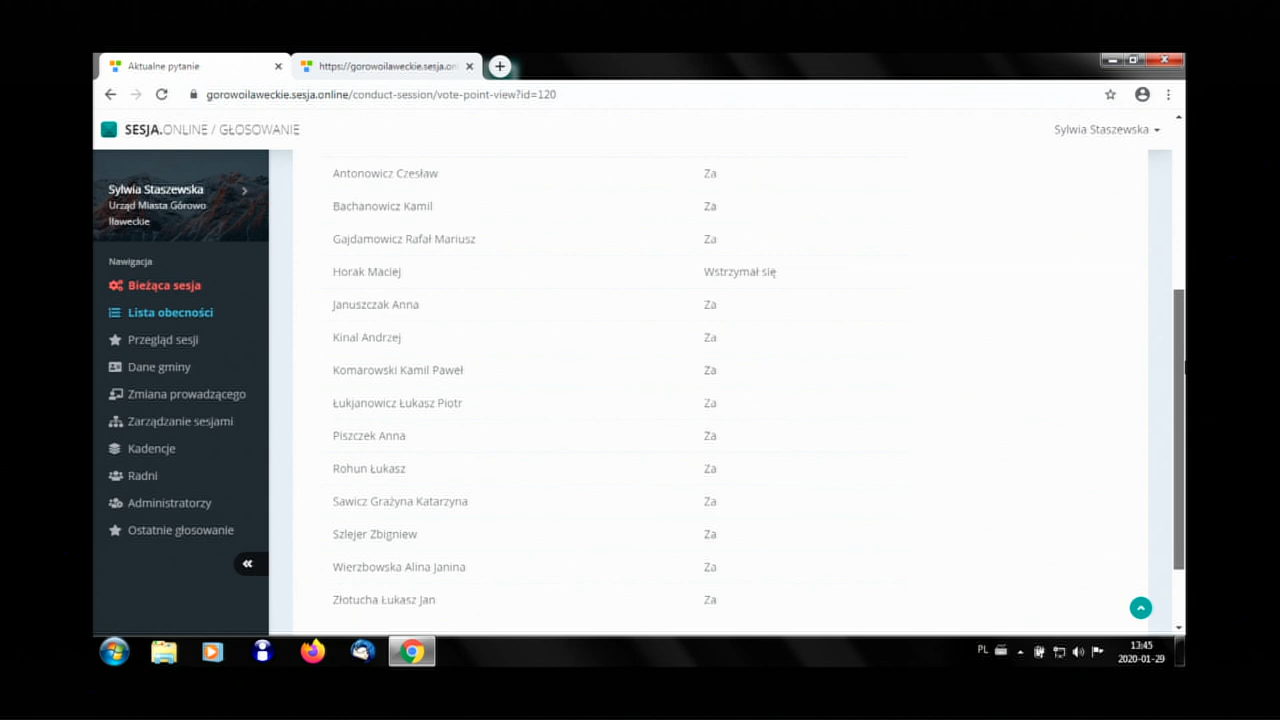 Aktualne pytanie
https://gorowoilaweckie.sesja.on
gorowoilaweckie.sesja.online/conduct-session/vote-point-view?id=120
SESJA.ONLINE / GŁOSOWANIE
Sylwia Staszewska
Sylwia Staszewska
Urząd Miasta Górowo
Iławeckie
Nawigacja
Bieżąca sesja
Lista obecności
Przegląd sesji
Dane gminy
Zmiana prowadzącego
Zarządzanie sesjami
Kadencje
Radni
Administratorzy
Ostatnie głosowanie
Antonowicz Czesław Za
Bachanowicz Kamil Za
Gajdamowicz Rafał Mariusz Za
Horak Maciej Wstrzymał się
Januszczak Anna Za
Kinal Andrzej Za
Komarowski Kamil Paweł Za
Łukjanowicz Łukasz Piotr Za
Piszczek Anna Za
Rohun Łukasz Za
Sawicz Grażyna Katarzyna Za
Szlejer Zbigniew Za
Wierzbowska Alina Janina Za
Złotucha Łukasz Jan Za
PL
13:45
2020-01-29